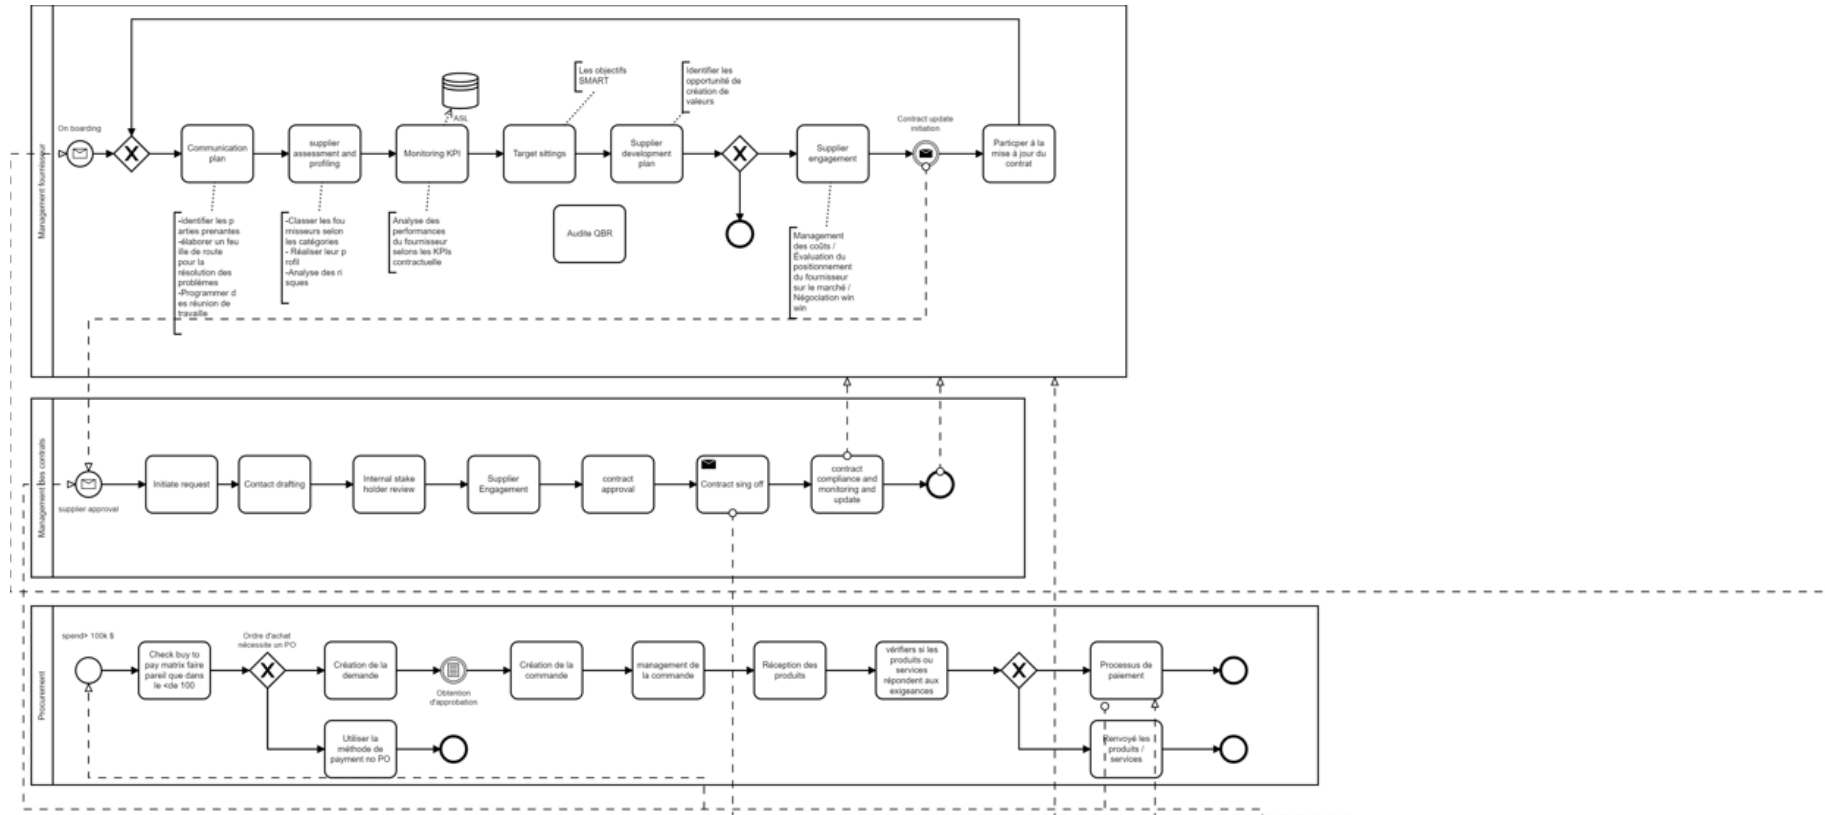 Management fournisseur
On boarding
Communication
plan
-identifier les p
arties prenantes
-élaborer un feu
ille de route
pour la
résolution des
problèmes
-Programmer d
es réunion de
travaille
supplier
assessment and
profiling
-Classer les fou
rnisseurs selon
les catégories
- Réaliser leur p
rofil
-Analyse des ri
sques
ASL
Monitoring KPI
Analyse des
performances
du fournisseur
selons les KPIs
contractuelle
Les objectifs
SMART
Target sittings
Audite QBR
Identifier les
opportunité de
création de
valeurs
Supplier
development
plan
Supplier
engagement
Management
des coûts /
Évaluation du
positionnement
du fournisseur
sur le marché /
Négociation win
win
Contract update
initiation
Particper à la
mise à jour du
contrat
Management des contrats
supplier approval
Initiate request
Contact drafting
Internal stake
holder review
Supplier
Engagement
contract
approval
Contract sing off
contract
compliance and
monitoring and
update
Procurement
spend> 100k $
Check buy to
pay matrix faire
pareil que dans
le <de 100
Ordre d'achat
nécessite un PO
Création de la
demande
Obtention
d'approbation
Création de la
commande
management de
la commande
Réception des
produits
vérifiers si les
produits ou
services
répondent aux
exigeances
Processus de
paiement
Utiliser la
méthode de
payment no PO
Renvoyé les
produits /
services